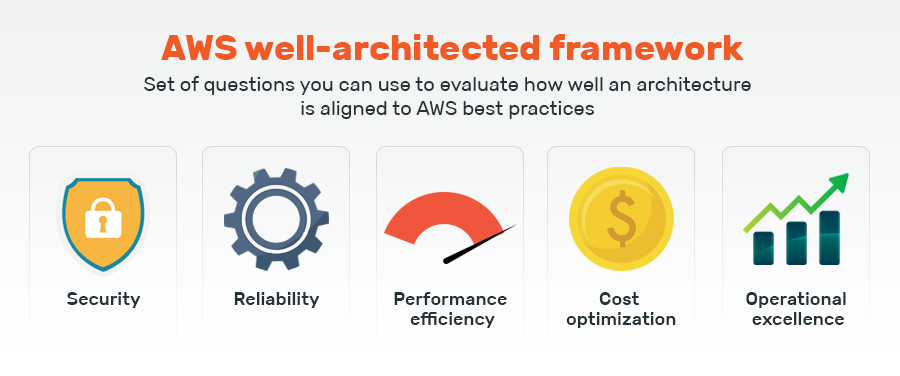 AWS well-architected framework
Set of questions you can use to evaluate how well an architecture
is aligned to AWS best practices
Security
Reliability
Performance
efficiency
$
Cost
optimization
Operational
excellence